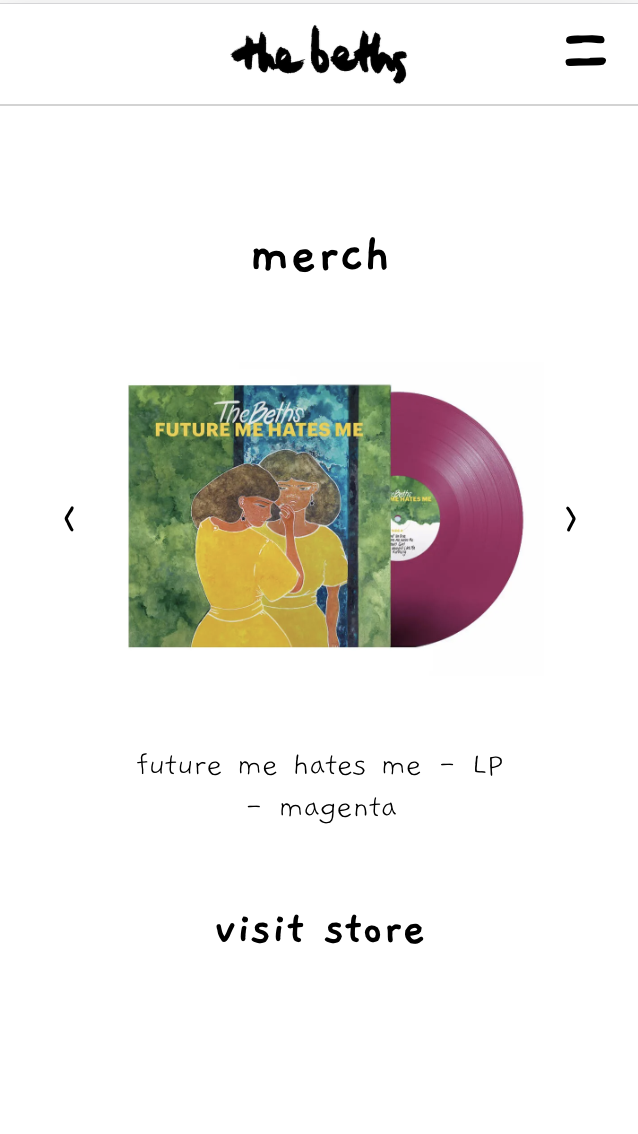 the beths
merch
The Beths
FUTURE ME HATES ME
future me hates me - LP
- magenta
visit store